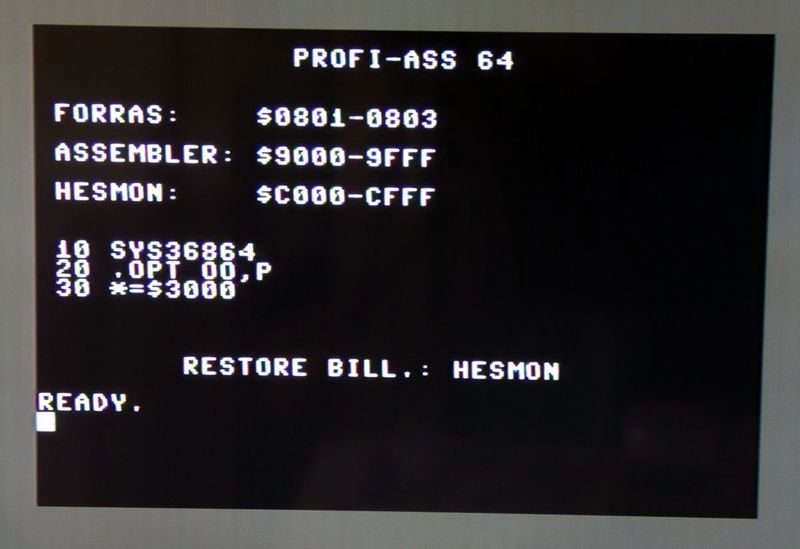 PROFI-ASS 64
FORRAS: $0801-0803
ASSEMBLER: $9000-9FFF
HESMON: $C000-CFFF
10 SYS36864
20 .OPT OO,P
30 *=$3000
RESTORE BILL.: HESMON
READY.